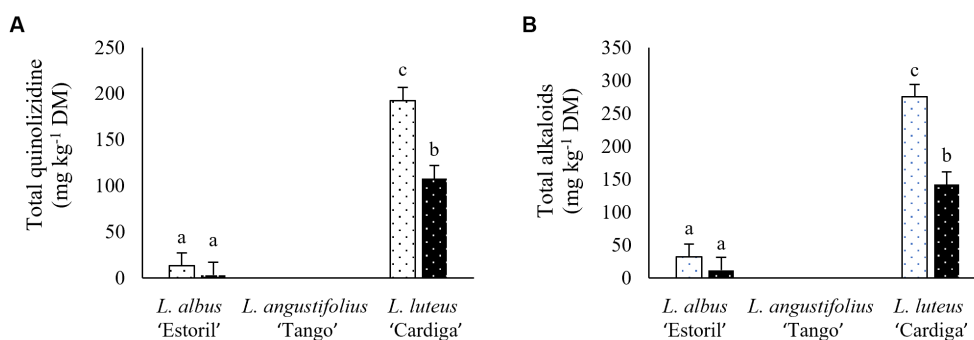 A
Total quinolizidine
(mg kg⁻¹ DM)
250
200
150
100
50
0
a
a
c
b
L. albus
‘Estoril’
L. angustifolius
‘Tango’
L. luteus
‘Cardiga’
B
Total alkaloids
(mg kg⁻¹ DM)
350
300
250
200
150
100
50
0
a
a
c
b
L. albus
‘Estoril’
L. angustifolius
‘Tango’
L. luteus
‘Cardiga’